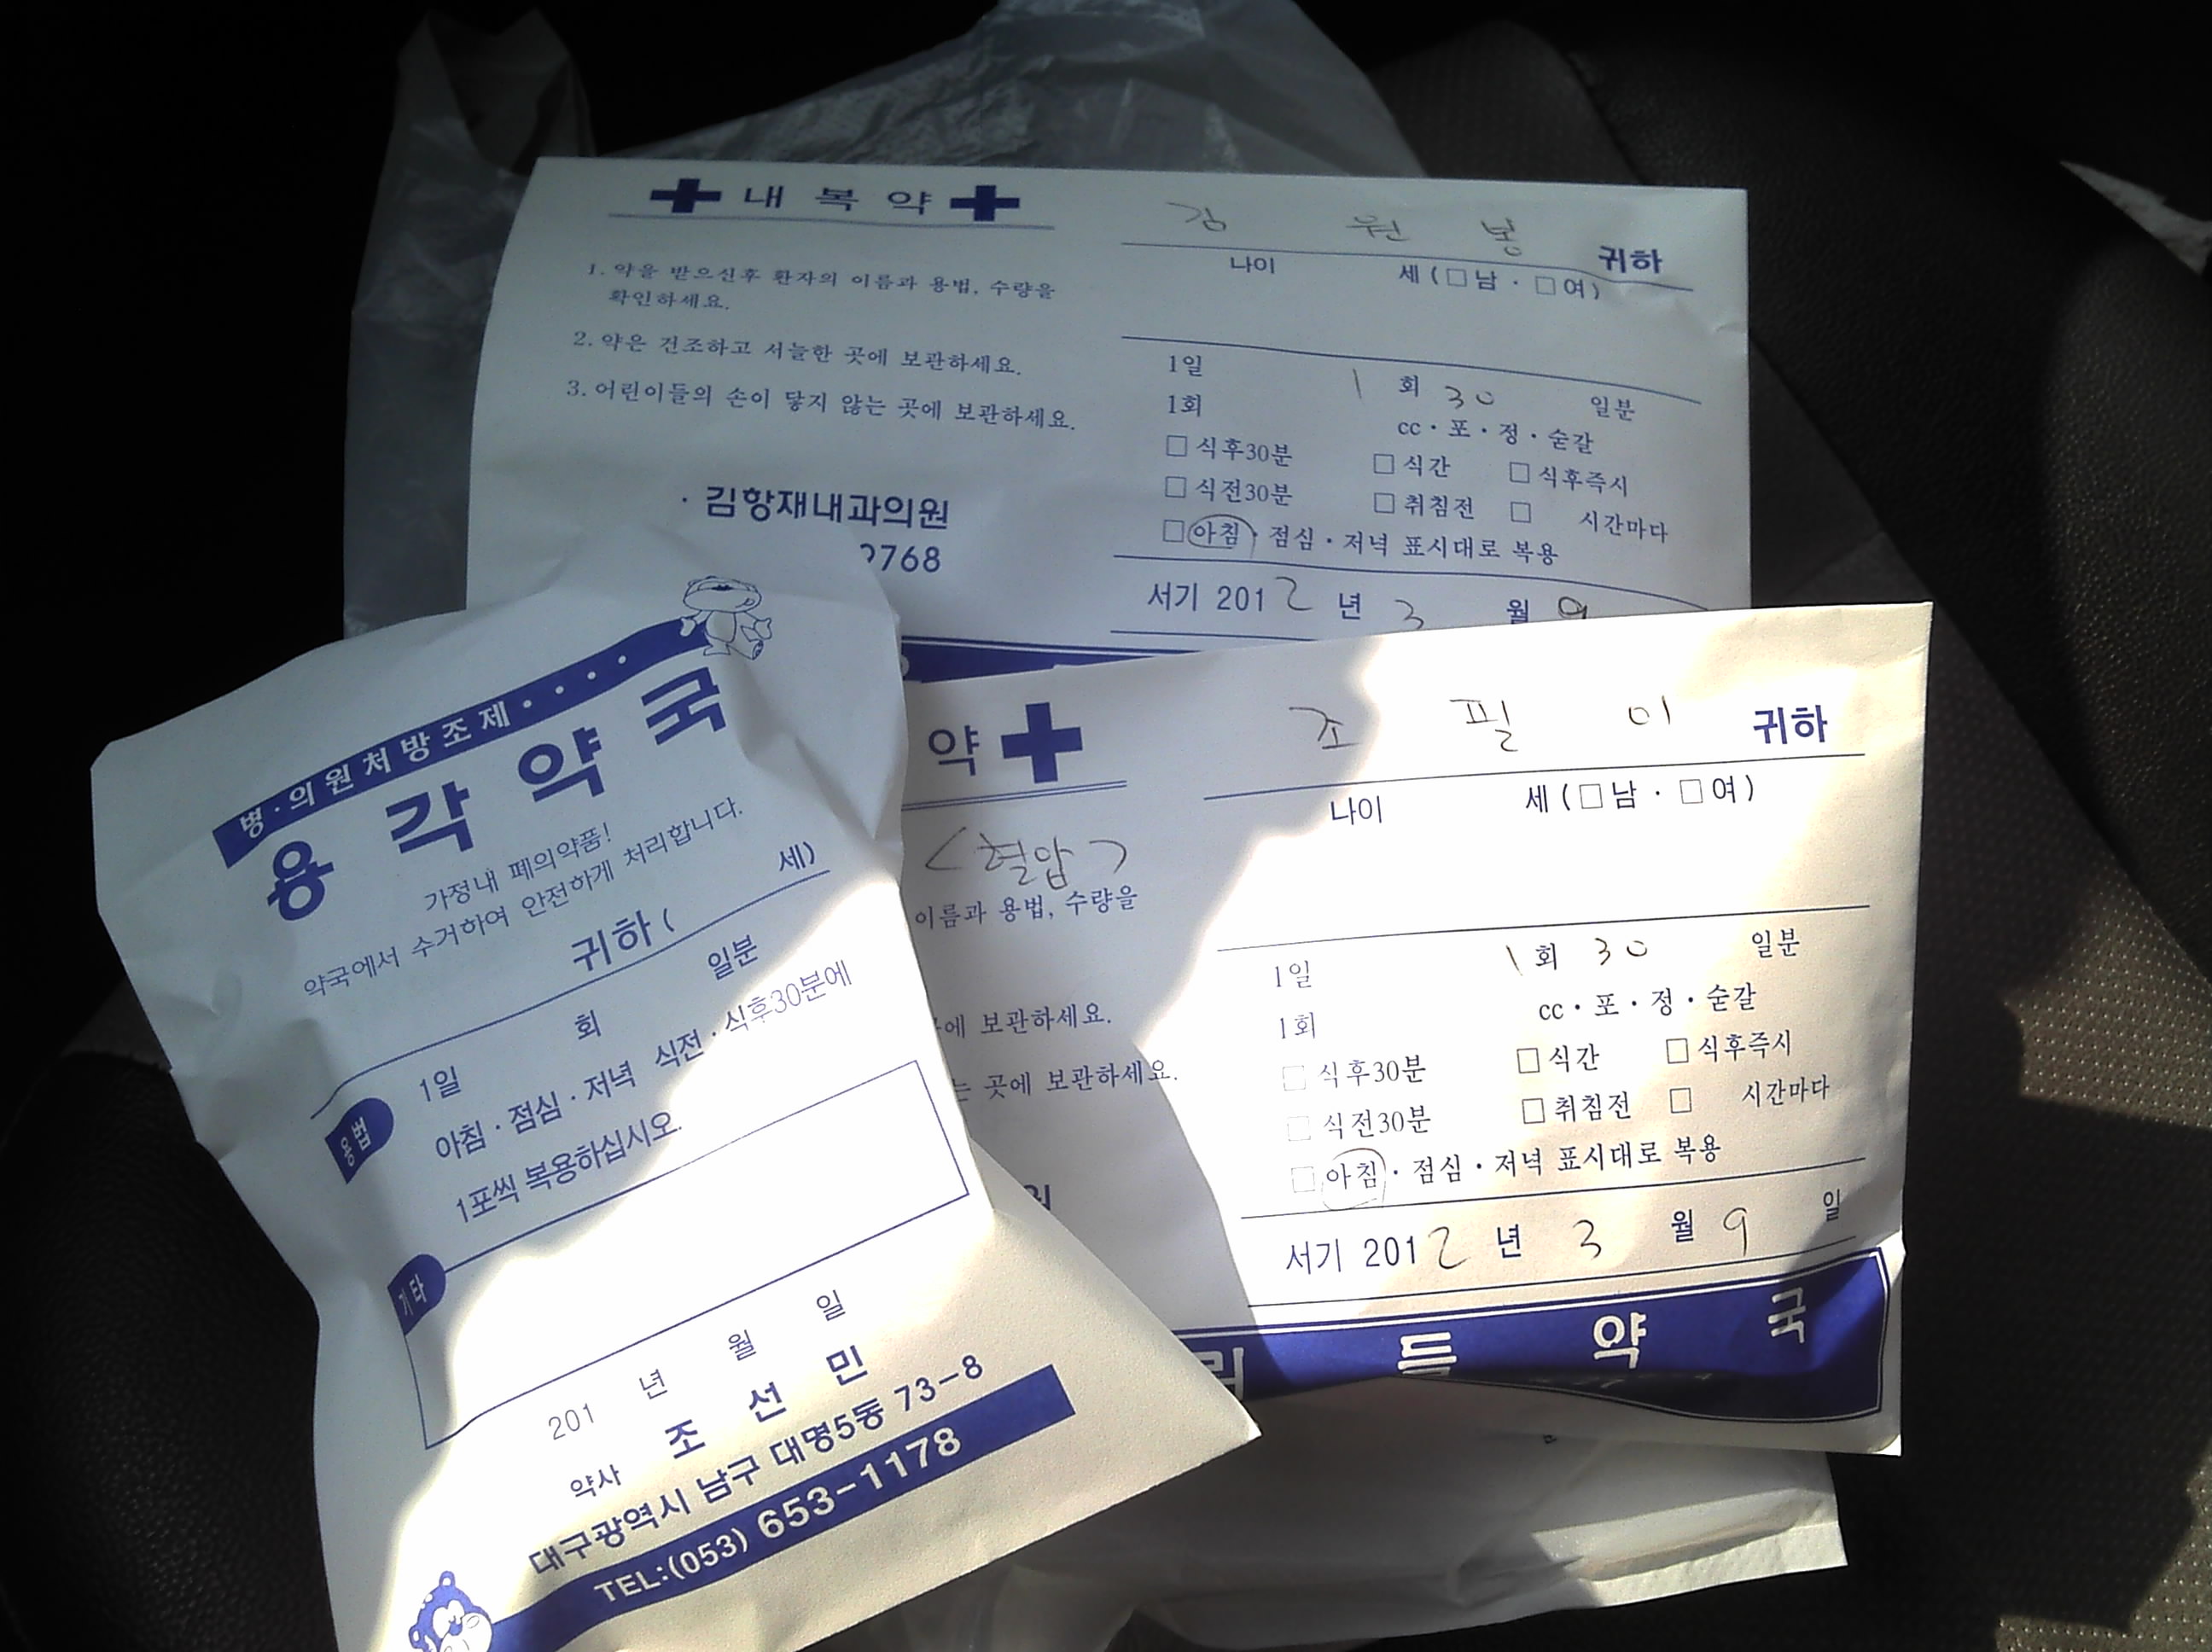 내 복 약
김 원 봉 귀하
나이 세 ( □ 남 · □ 여 )
1. 약을 받으신후 환자의 이름과 용법, 수량을
확인하세요.
2. 약은 건조하고 서늘한 곳에 보관하세요.
3. 어린이들의 손이 닿지 않는 곳에 보관하세요.
· 김항재내과의원
9768
1일 1 회 30 일분
1회 cc · 포 · 정 · 숟갈
□ 식후30분 □ 식간 □ 식후즉시
□ 식전30분 □ 취침전 □ 시간마다
□ 아침 · 점심 · 저녁 표시대로 복용
서기 2012 년 3 월 9
병·의원처방조제····
용각약국
가정내 폐의약품!
약국에서 수거하여 안전하게 처리합니다.
귀하 ( 세)
용법
1일 회 일분
아침 · 점심 · 저녁 식전 · 식후30분에
1포씩 복용하십시오.
기타
201 년 월 일
약사 조 선 민
대구광역시 남구 대명5동 73-8
TEL:(053) 653-1178
약
조 필 이 귀하
나이 세 ( □ 남 · □ 여 )
<혈압>
이름과 용법, 수량을
에 보관하세요.
는 곳에 보관하세요.
1일 1 회 30 일분
1회 cc · 포 · 정 · 숟갈
□ 식후30분 □ 식간 □ 식후즉시
□ 식전30분 □ 취침전 □ 시간마다
□ 아침 · 점심 · 저녁 표시대로 복용
서기 2012 년 3 월 9 일
들 약 국